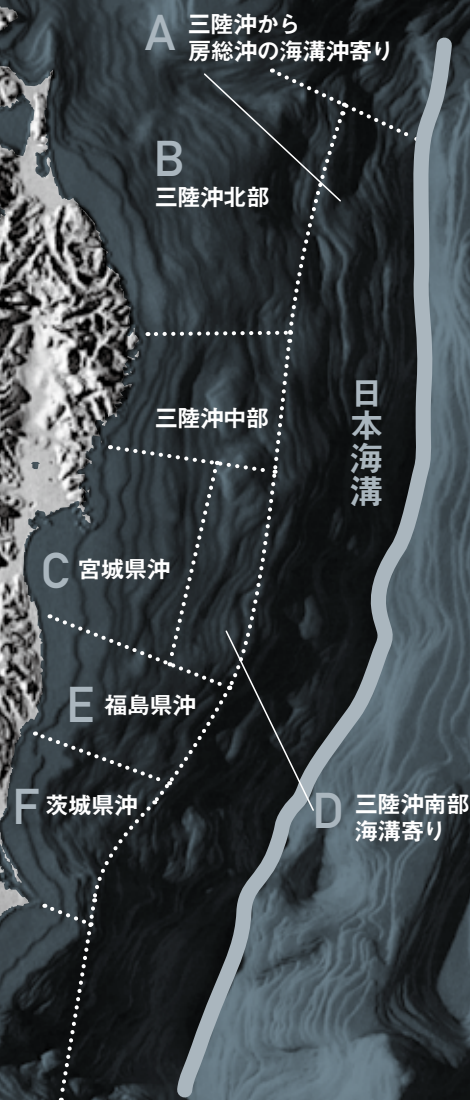 A 三陸沖から
房総沖の海溝沖寄り
B
三陸沖北部
日本海溝
三陸沖中部
C 宮城県沖
E 福島県沖
F 茨城県沖
D 三陸沖南部
海溝寄り